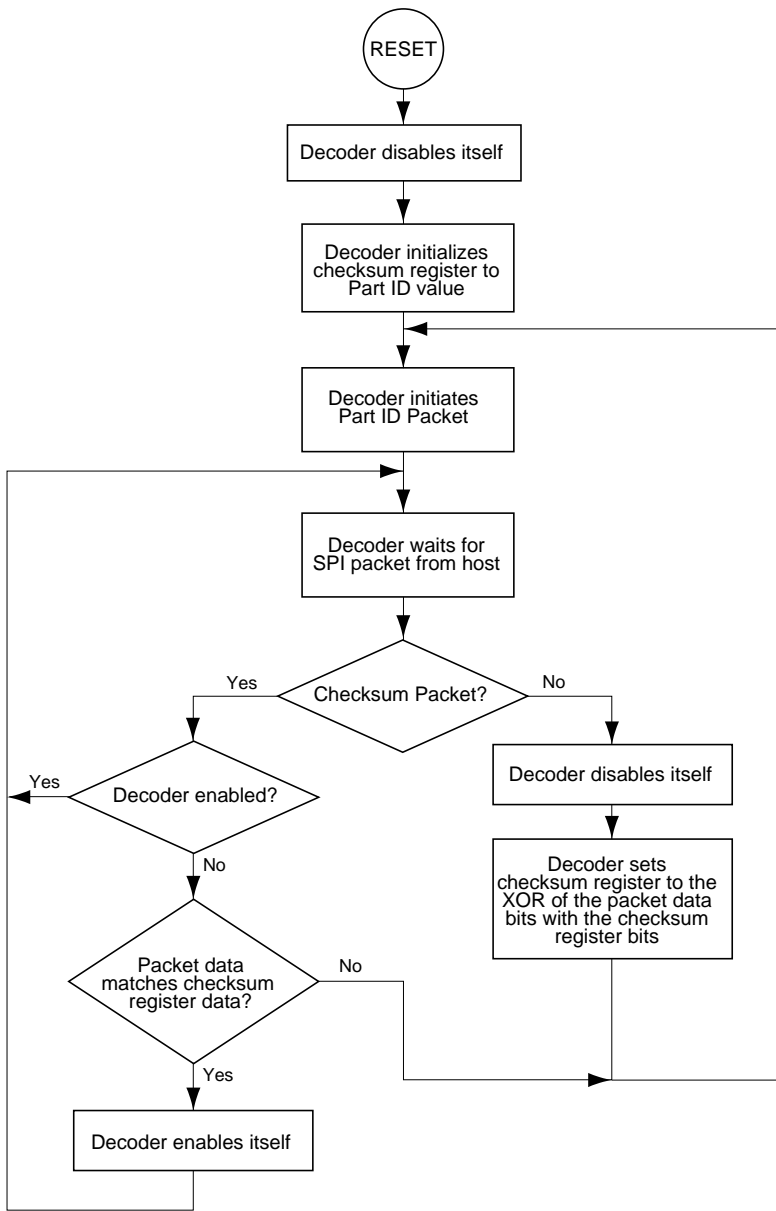 RESET
Decoder disables itself
Decoder initializes
checksum register to
Part ID value
Decoder initiates
Part ID Packet
Decoder waits for
SPI packet from host
Checksum Packet?
Yes
No
Decoder enabled?
Yes
No
Decoder disables itself
Decoder sets
checksum register to the
XOR of the packet data
bits with the checksum
register bits
Packet data
matches checksum
register data?
No
Yes
Decoder enables itself